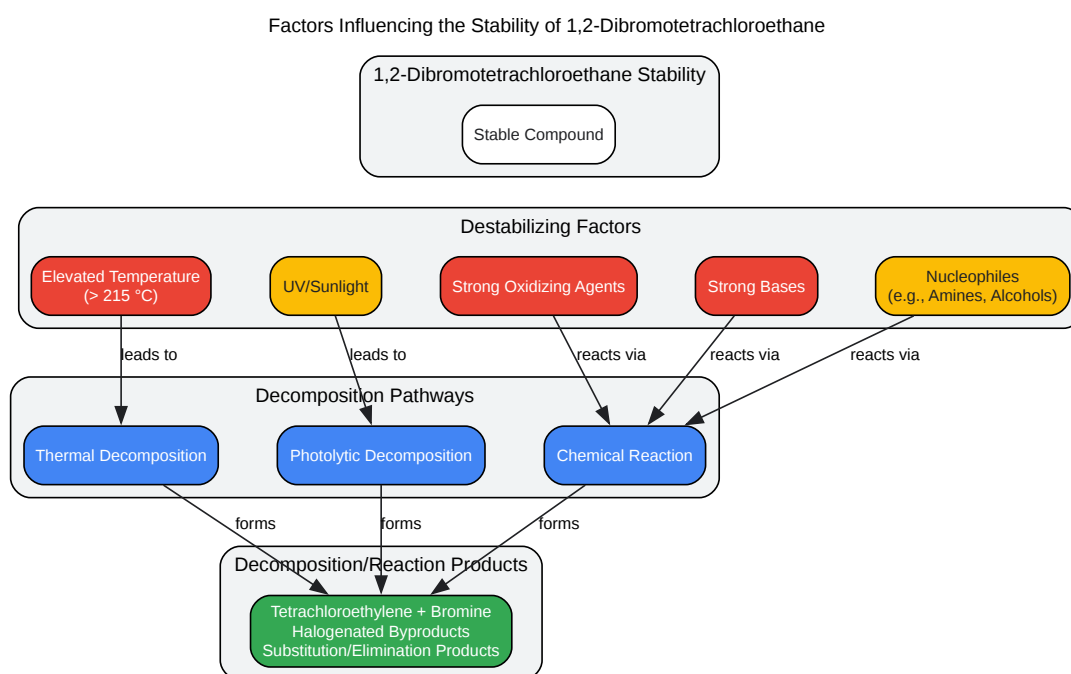 Factors Influencing the Stability of 1,2-Dibromotetrachloroethane
1,2-Dibromotetrachloroethane Stability
Stable Compound
Destabilizing Factors
Elevated Temperature
(> 215 °C)
UV/Sunlight
Strong Oxidizing Agents
Strong Bases
Nucleophiles
(e.g., Amines, Alcohols)
leads to
leads to
reacts via
reacts via
reacts via
Decomposition Pathways
Thermal Decomposition
Photolytic Decomposition
Chemical Reaction
forms
forms
forms
Decomposition/Reaction Products
Tetrachloroethylene + Bromine
Halogenated Byproducts
Substitution/Elimination Products